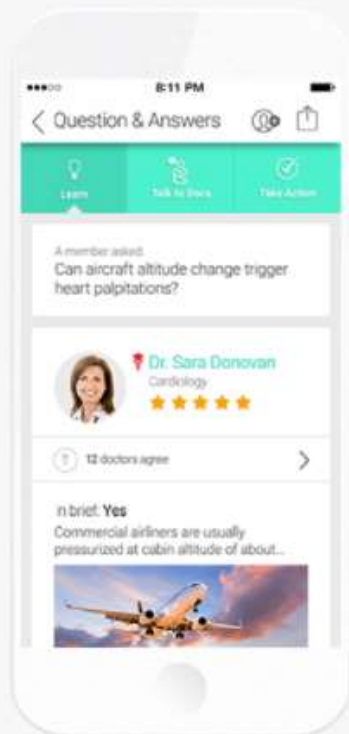 8:11 PM
Question & Answers
Learn
Talk to Docs
Take Action
A member asked:
Can aircraft altitude change trigger
heart palpitations?
Dr. Sara Donovan
Cardiology
12 doctors agree
n brief: Yes
Commercial airliners are usually
pressurized at cabin altitude of about...